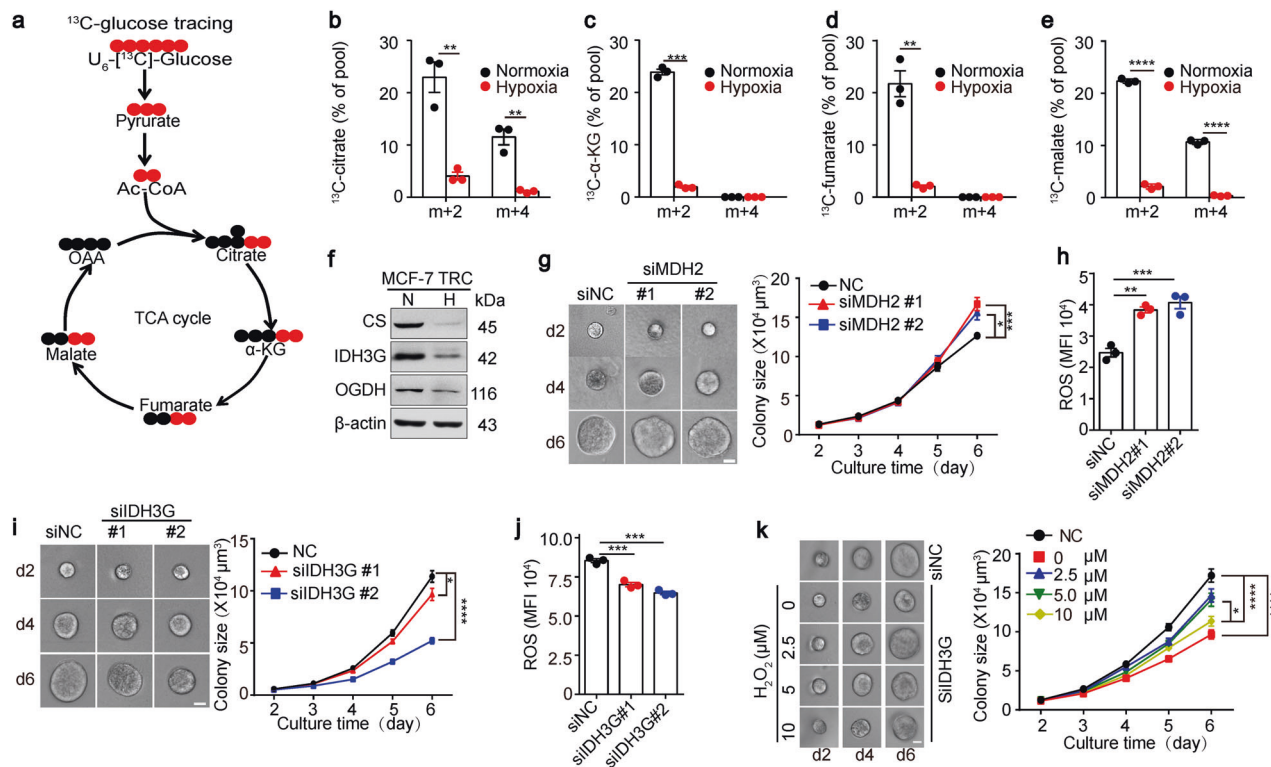 a
¹³C-glucose tracing
U₆-[¹³C]-Glucose
Pyrurate
Ac-CoA
OAA
Citrate
TCA cycle
Malate
α-KG
Fumarate
b
¹³C-citrate (% of pool)
30
20
10
0
**
**
Normoxia
Hypoxia
m+2 m+4
c
¹³C-α-KG (% of pool)
30
20
10
0
***
Normoxia
Hypoxia
m+2 m+4
d
¹³C-fumarate (% of pool)
30
20
10
0
**
Normoxia
Hypoxia
m+2 m+4
e
¹³C-malate (% of pool)
30
20
10
0
****
****
Normoxia
Hypoxia
m+2 m+4
f
MCF-7 TRC
N H kDa
CS 45
IDH3G 42
OGDH 116
β-actin 43
g
siMDH2
siNC #1 #2
d2
d4
d6
Colony size (X10⁴ μm³)
20
15
10
5
0
NC
siMDH2 #1
siMDH2 #2
*
***
2 3 4 5 6
Culture time (day)
h
ROS (MFI 10⁴)
5
4
3
2
1
0
***
**
siNC
siMDH2#1
siMDH2#2
i
siIDH3G
siNC #1 #2
d2
d4
d6
Colony size (X10⁴ μm³)
15
10
5
0
NC
siIDH3G #1
siIDH3G #2
*
****
2 3 4 5 6
Culture time (day)
j
ROS (MFI 10⁴)
10.0
7.5
5.0
2.5
0
***
***
siNC
siIDH3G#1
siIDH3G#2
k
siNC
H₂O₂ (μM)
0
2.5
5
10
SiIDH3G
d2 d4 d6
Colony size (X10⁴ μm³)
20
15
10
5
0
NC
0 μM
2.5 μM
5.0 μM
10 μM
*
****
2 3 4 5 6
Culture time (day)